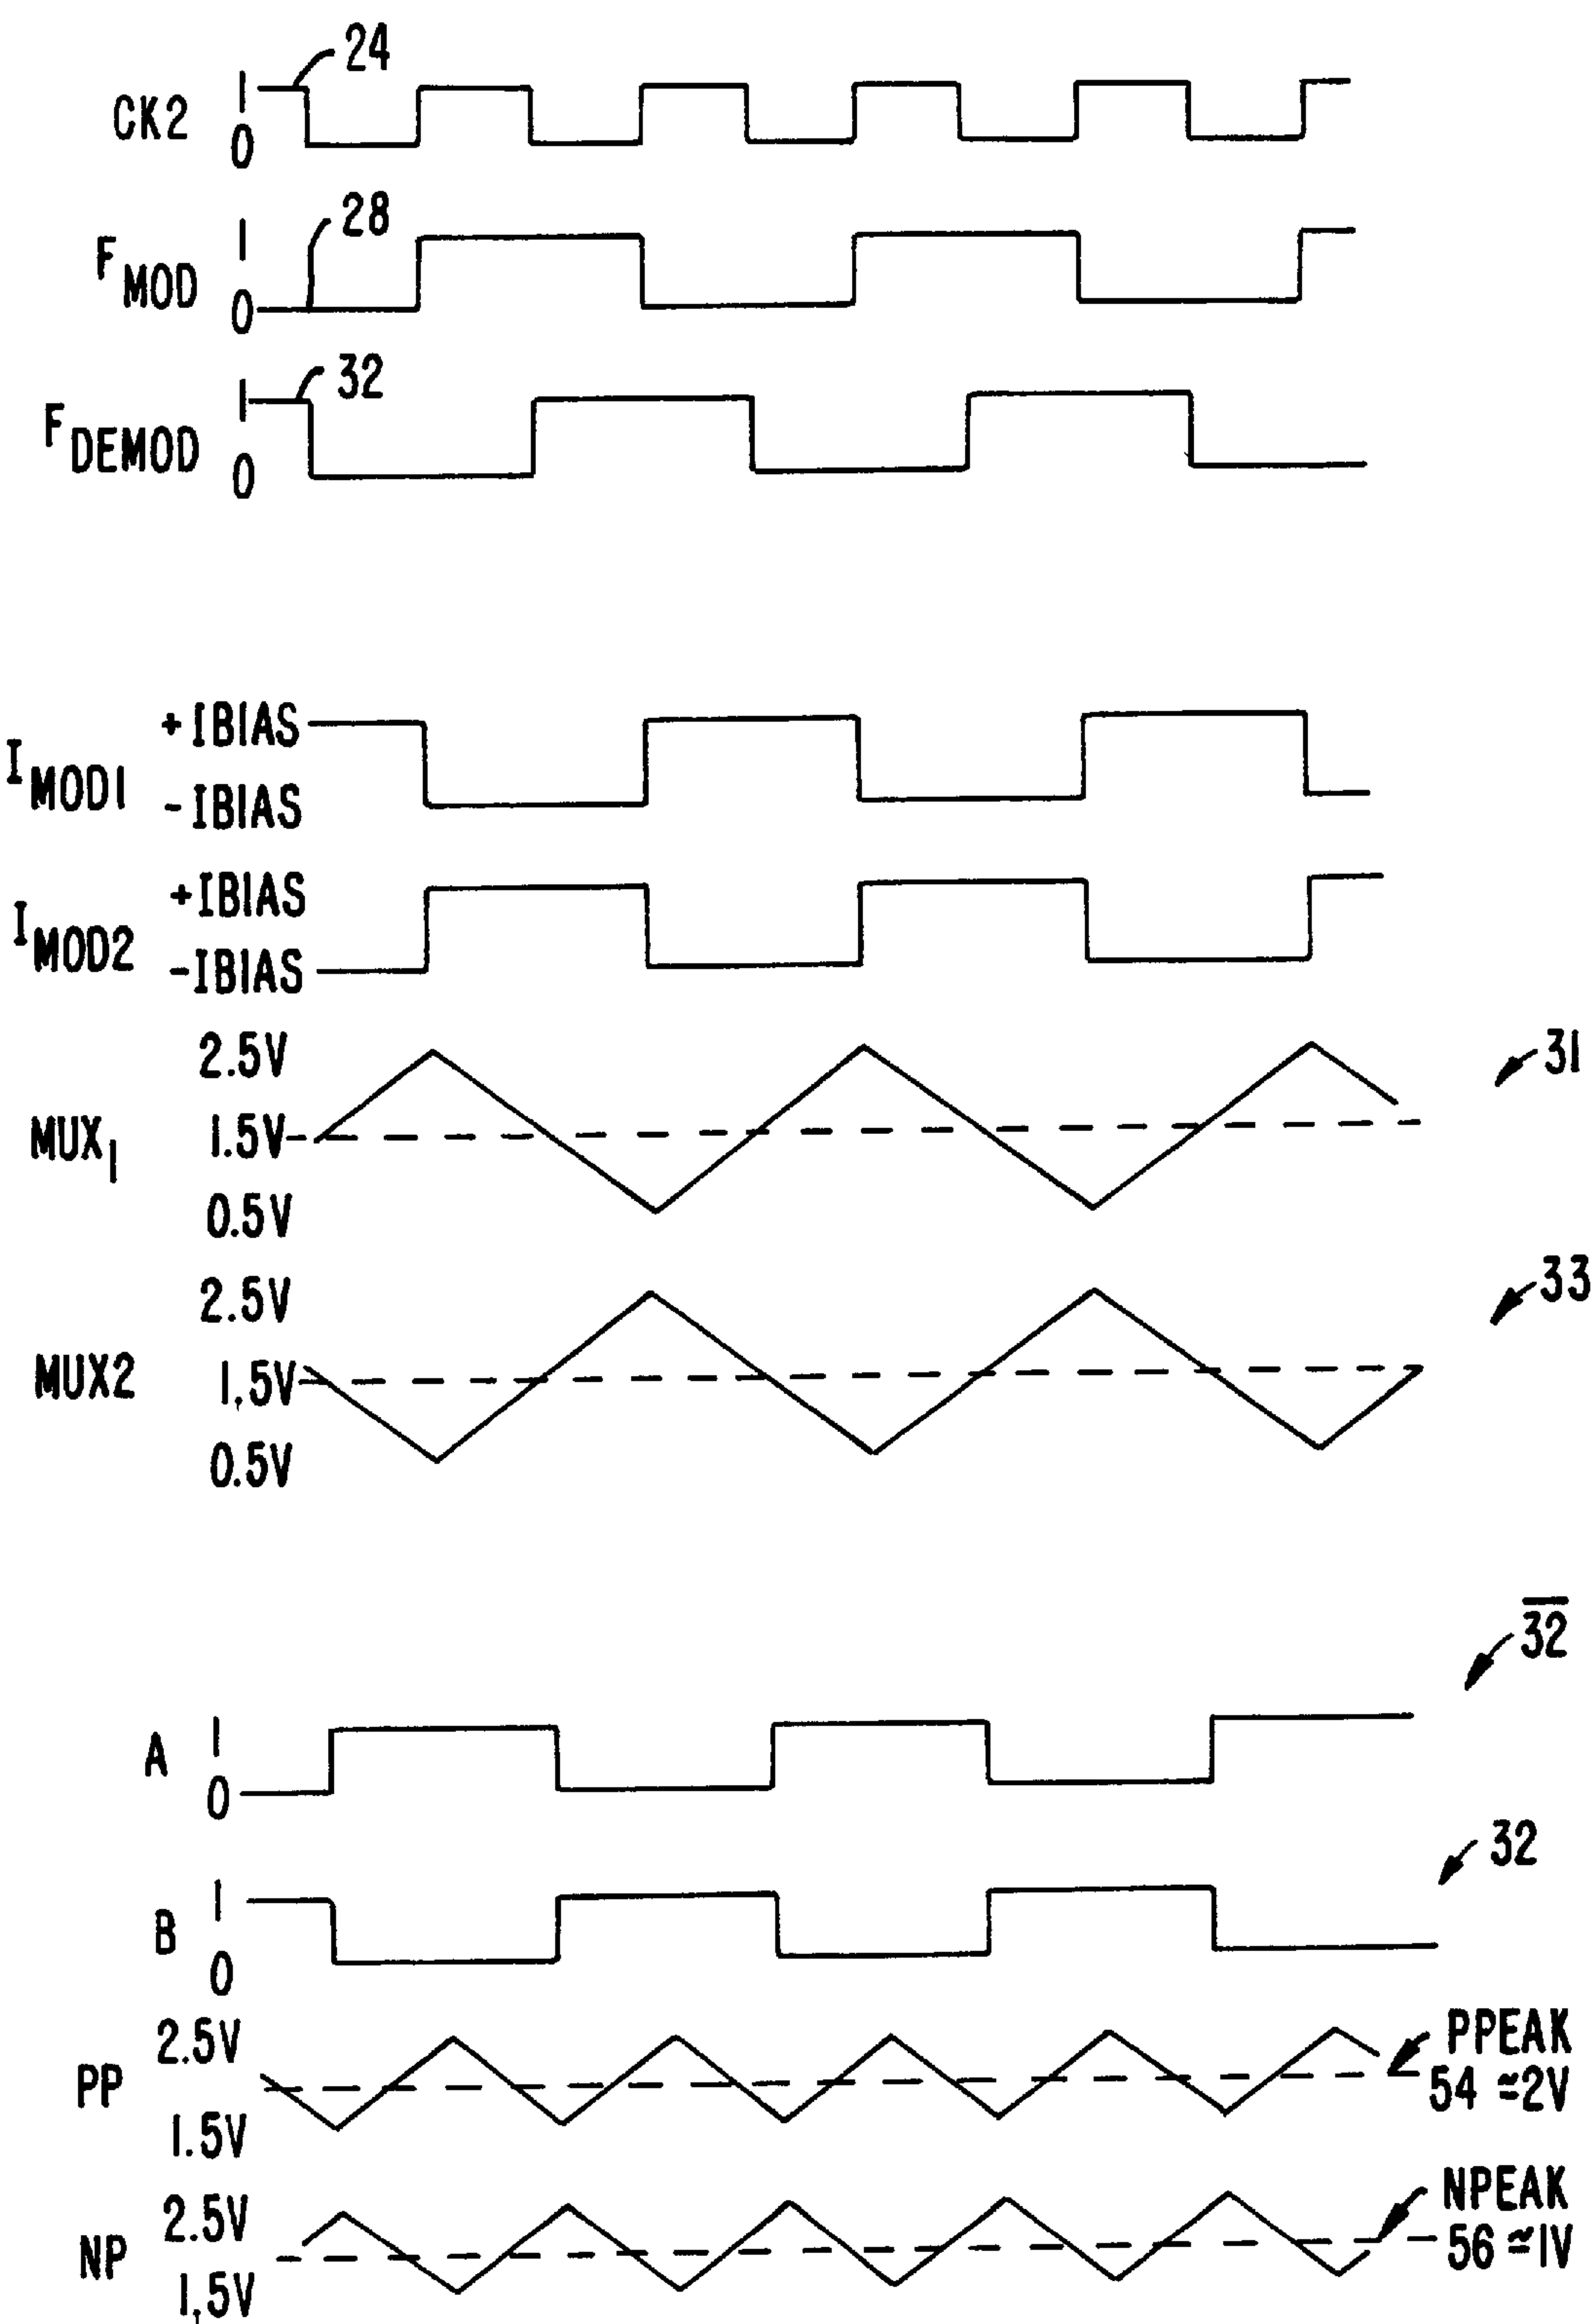 24
CK2 1
0
28
F MOD 1
0
32
F DEMOD 1
0
I MOD1 +IBIAS
-IBIAS
I MOD2 +IBIAS
-IBIAS
2.5V
31
MUX1 1.5V
0.5V
2.5V
33
MUX2 1.5V
0.5V
3̅2̅
A 1
0
32
B 1
0
PP 2.5V
1.5V
PPEAK
54 ≅2V
NP 2.5V
1.5V
NPEAK
56 ≅1V